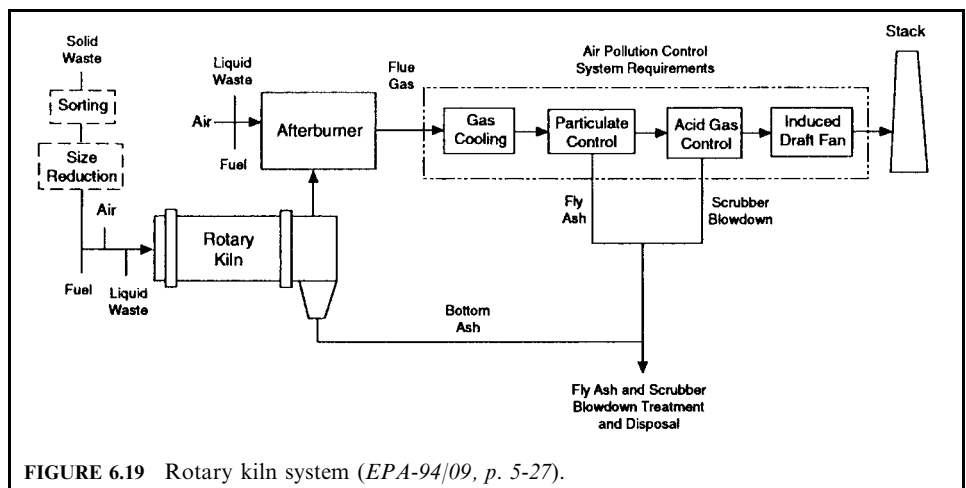 Solid
Waste
Sorting
Size
Reduction
Air
Fuel
Liquid
Waste
Rotary
Kiln
Liquid
Waste
Air
Fuel
Afterburner
Flue
Gas
Air Pollution Control
System Requirements
Gas
Cooling
Particulate
Control
Acid Gas
Control
Induced
Draft Fan
Stack
Fly
Ash
Scrubber
Blowdown
Bottom
Ash
Fly Ash and Scrubber
Blowdown Treatment
and Disposal
FIGURE 6.19 Rotary kiln system (EPA-94/09, p. 5-27).